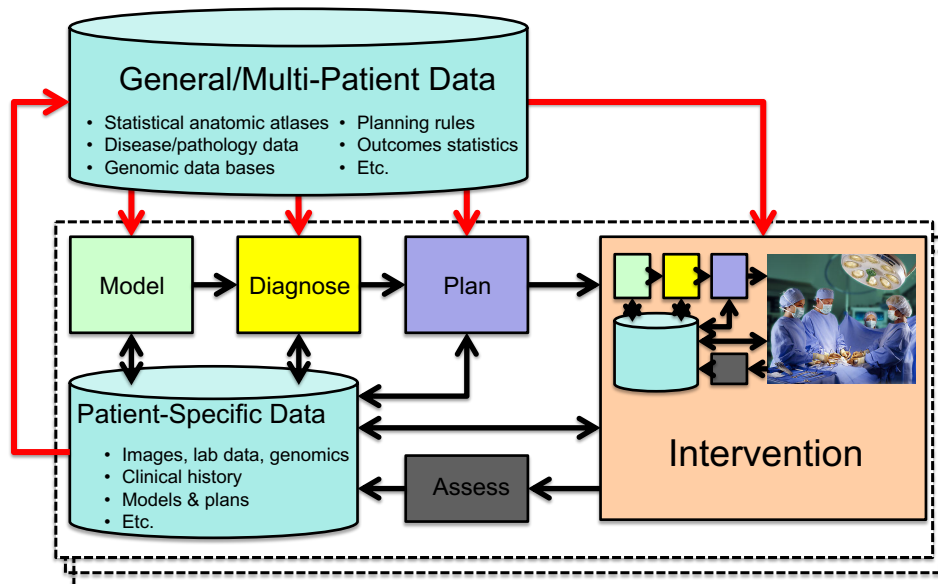 General/Multi-Patient Data
• Statistical anatomic atlases
• Disease/pathology data
• Genomic data bases
• Planning rules
• Outcomes statistics
• Etc.
Model
Diagnose
Plan
Patient-Specific Data
• Images, lab data, genomics
• Clinical history
• Models & plans
• Etc.
Assess
Intervention